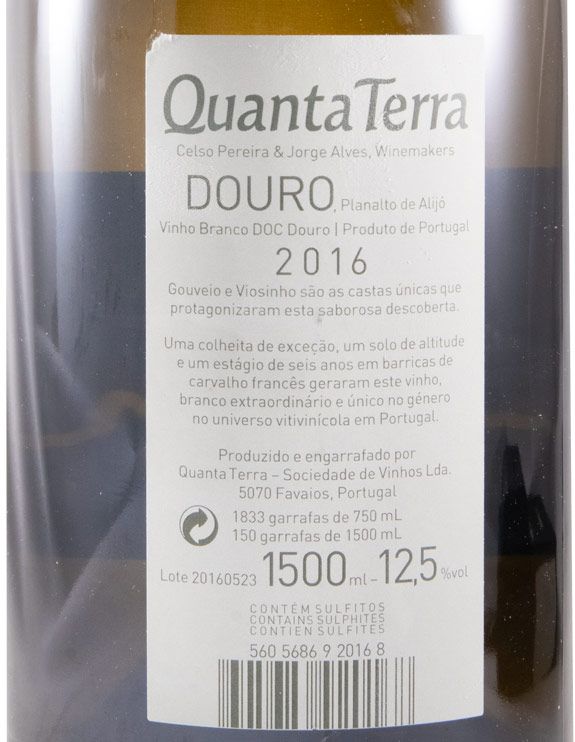 Quanta Terra
Celso Pereira & Jorge Alves, Winemakers
DOURO, Planalto de Alijó
Vinho Branco DOC Douro | Produto de Portugal
2016
Gouveio e Viosinho são as castas únicas que
protagonizaram esta saborosa descoberta.
Uma colheita de exceção, um solo de altitude
e um estágio de seis anos em barricas de
carvalho francês geraram este vinho,
branco extraordinário e único no género
no universo vitivinícola em Portugal.
Produzido e engarrafado por
Quanta Terra – Sociedade de Vinhos Lda.
5070 Favaios, Portugal
1833 garrafas de 750 mL
150 garrafas de 1500 mL
Lote 20160523 1500 ml – 12,5 %vol
CONTÉM SULFITOS
CONTAINS SULPHITES
CONTIEN SULFITES
560 5686 9 2016 8